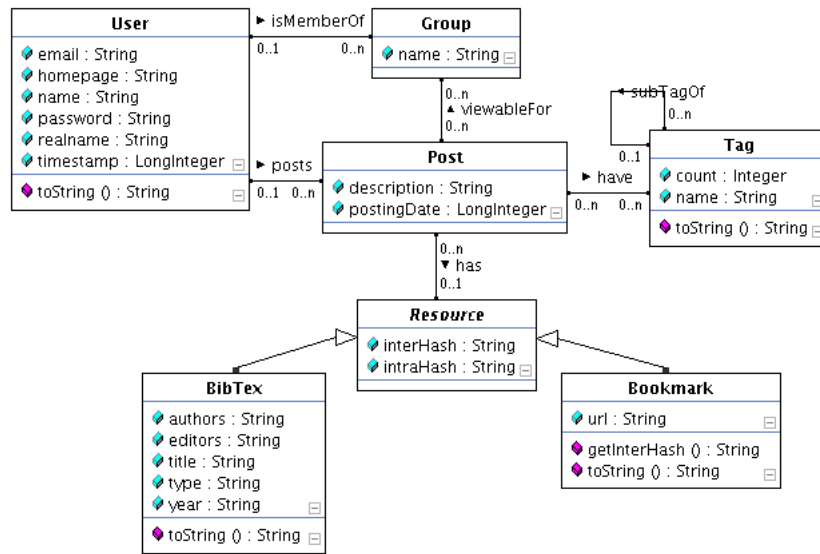 User
email : String
homepage : String
name : String
password : String
realname : String
timestamp : LongInteger
toString () : String
isMemberOf
0..1
0..n
Group
name : String
0..n
viewableFor
0..n
posts
0..1
0..n
Post
description : String
postingDate : LongInteger
have
0..n
0..n
subTagOf
0..n
0..1
Tag
count : Integer
name : String
toString () : String
0..n
has
0..1
Resource
interHash : String
intraHash : String
BibTex
authors : String
editors : String
title : String
type : String
year : String
toString () : String
Bookmark
url : String
getInterHash () : String
toString () : String